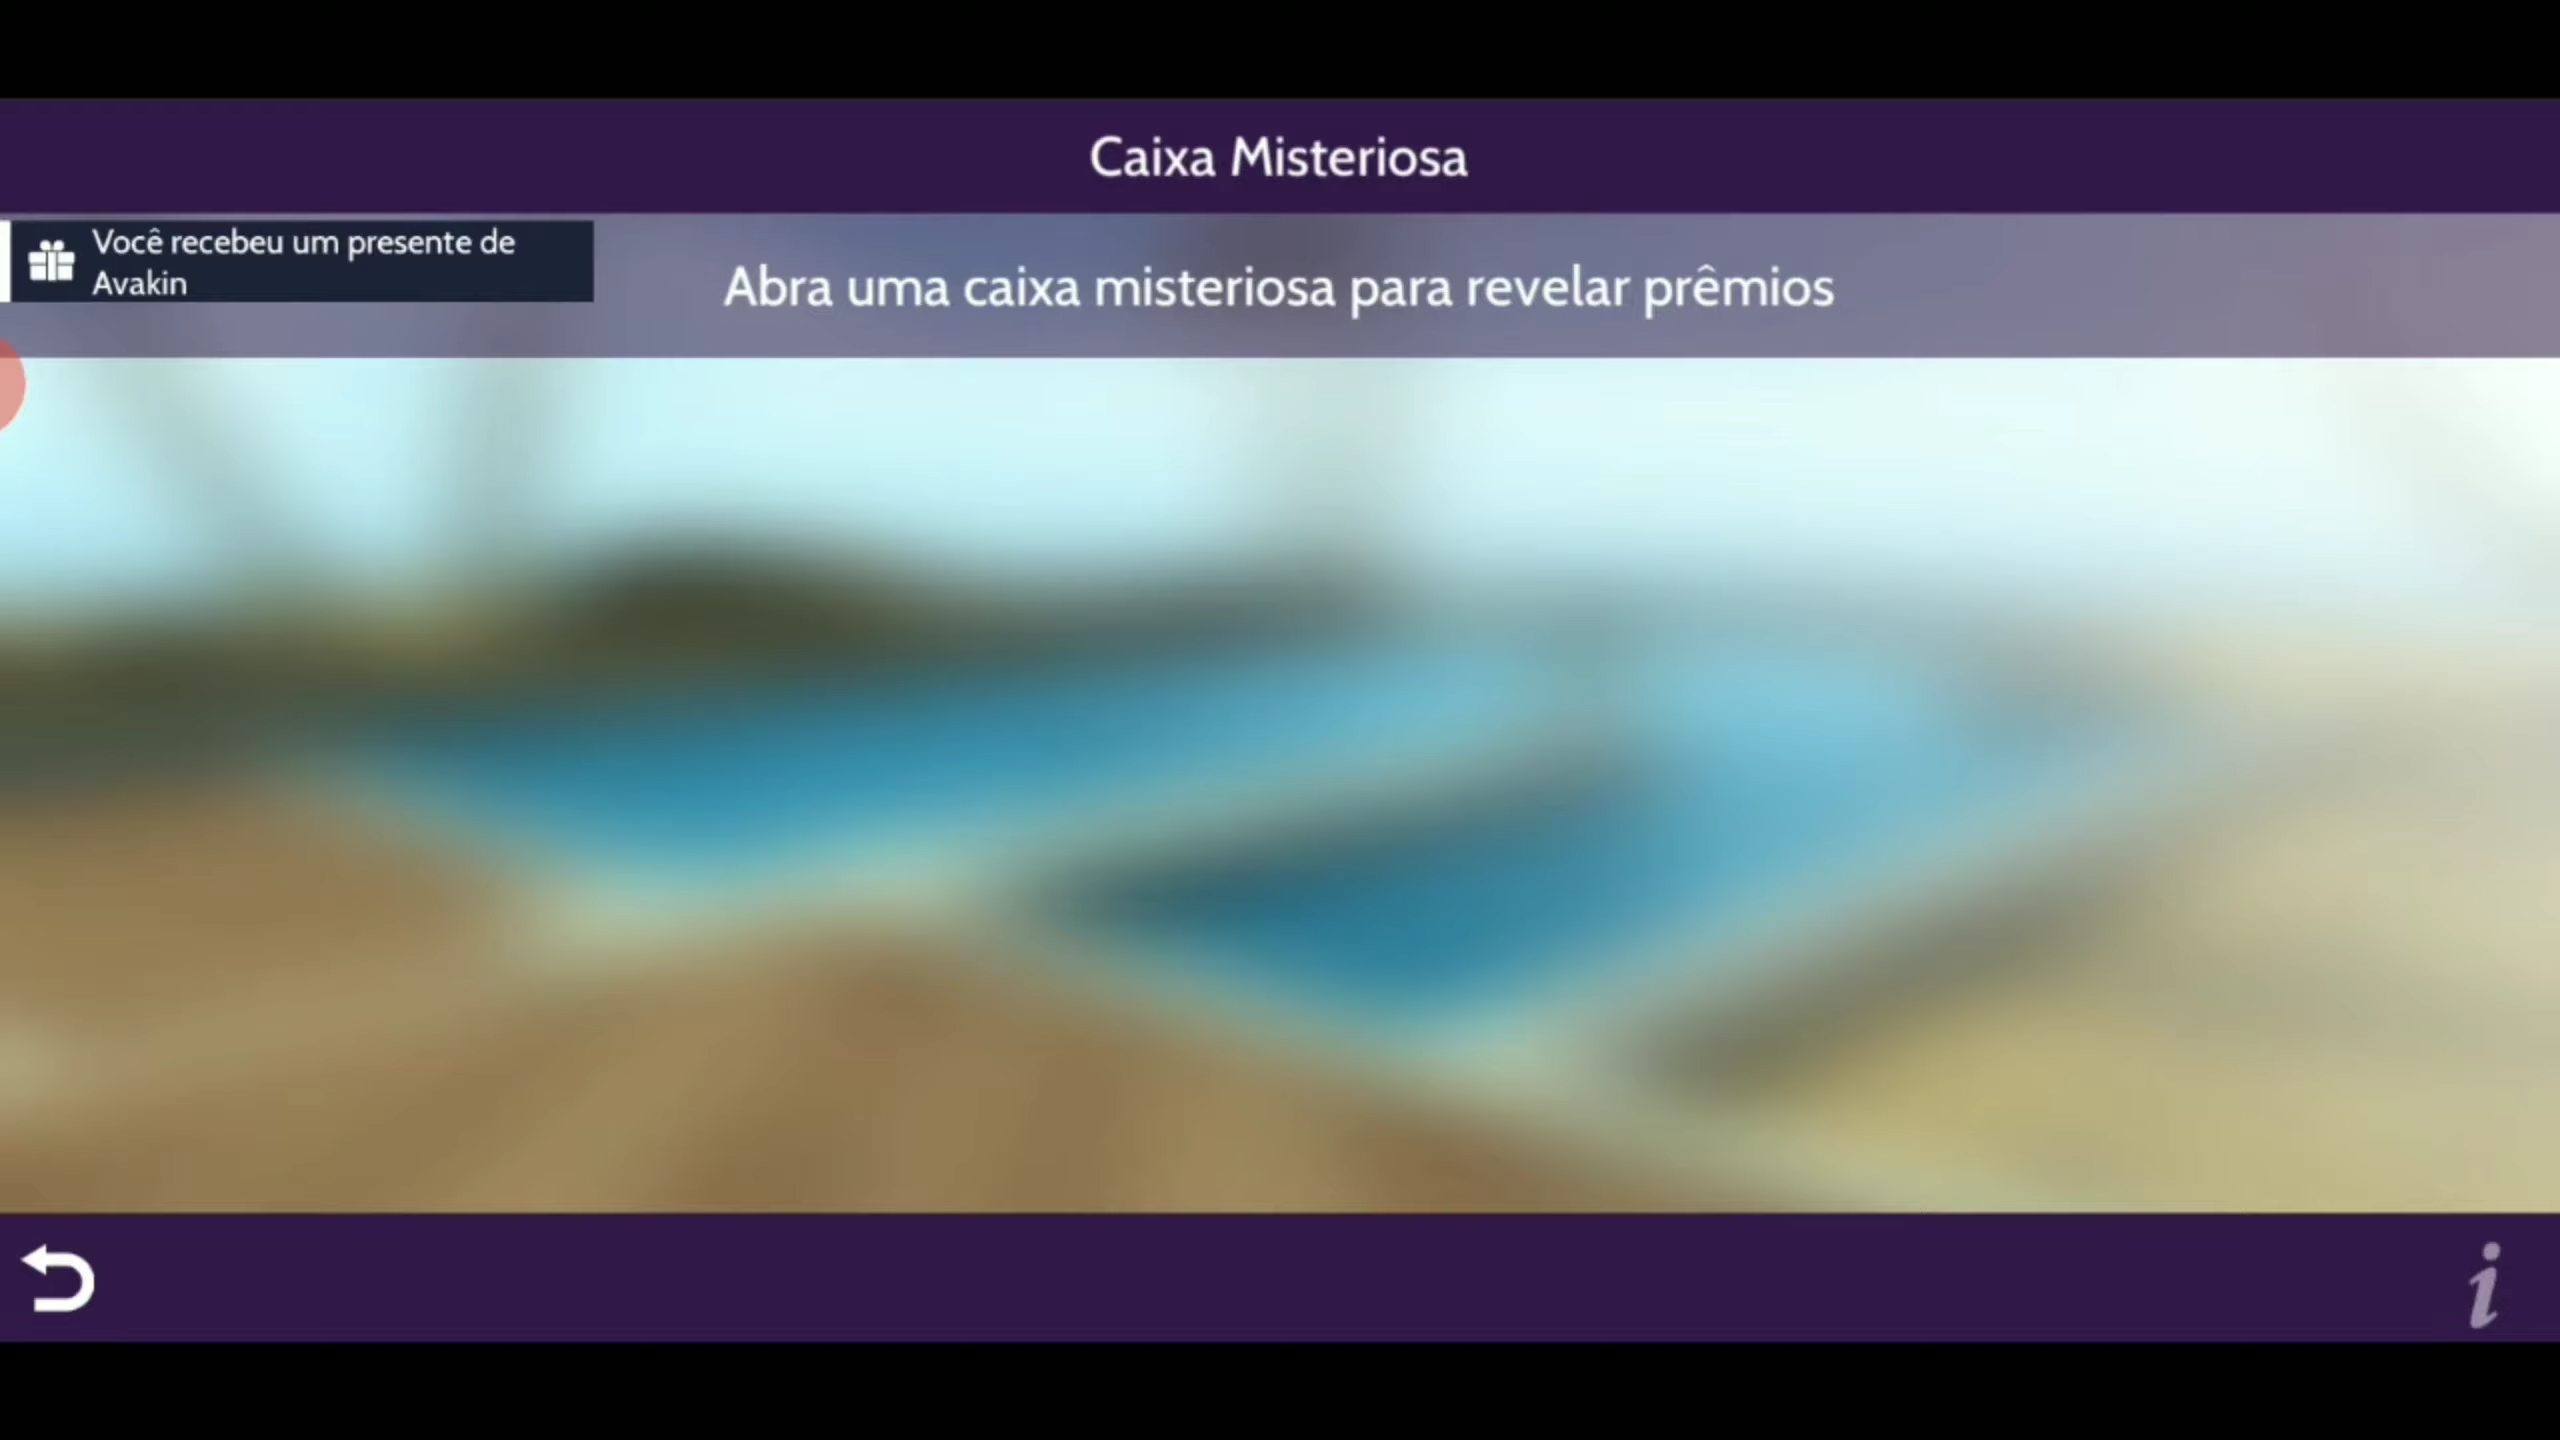 Caixa Misteriosa
Você recebeu um presente de
Avakin
Abra uma caixa misteriosa para revelar prêmios
i